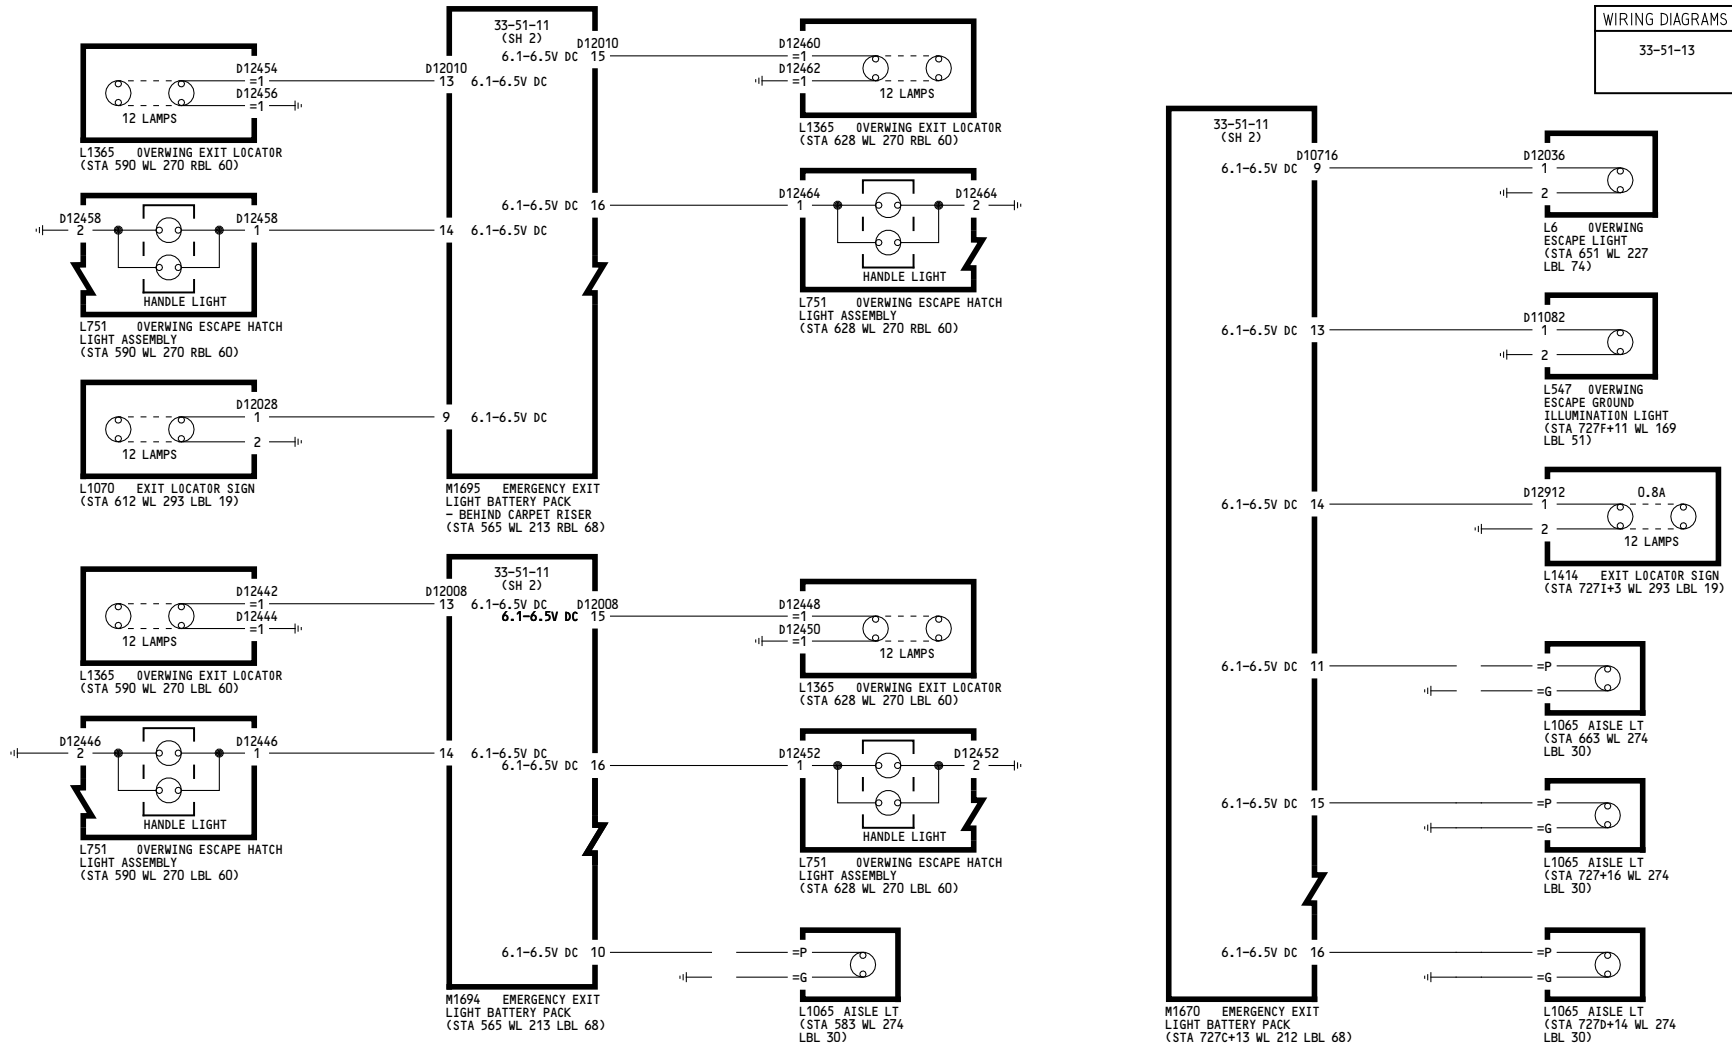 WIRING DIAGRAMS
33-51-13
D12454
=1
D12456
=1
12 LAMPS
L1365 OVERWING EXIT LOCATOR
(STA 590 WL 270 RBL 60)
D12458
2
D12458
1
HANDLE LIGHT
L751 OVERWING ESCAPE HATCH
LIGHT ASSEMBLY
(STA 590 WL 270 RBL 60)
D12028
1
2
12 LAMPS
L1070 EXIT LOCATOR SIGN
(STA 612 WL 293 LBL 19)
33-51-11
(SH 2)
D12010
6.1-6.5V DC 15
D12010
13 6.1-6.5V DC
6.1-6.5V DC 16
14 6.1-6.5V DC
9 6.1-6.5V DC
M1695 EMERGENCY EXIT
LIGHT BATTERY PACK
- BEHIND CARPET RISER
(STA 565 WL 213 RBL 68)
D12460
=1
D12462
=1
12 LAMPS
L1365 OVERWING EXIT LOCATOR
(STA 628 WL 270 RBL 60)
D12464
1
D12464
2
HANDLE LIGHT
L751 OVERWING ESCAPE HATCH
LIGHT ASSEMBLY
(STA 628 WL 270 RBL 60)
D12442
=1
D12444
=1
12 LAMPS
L1365 OVERWING EXIT LOCATOR
(STA 590 WL 270 LBL 60)
D12446
2
D12446
1
HANDLE LIGHT
L751 OVERWING ESCAPE HATCH
LIGHT ASSEMBLY
(STA 590 WL 270 LBL 60)
33-51-11
(SH 2)
D12008
13 6.1-6.5V DC
D12008
6.1-6.5V DC 15
14 6.1-6.5V DC
6.1-6.5V DC 16
6.1-6.5V DC 10
M1694 EMERGENCY EXIT
LIGHT BATTERY PACK
(STA 565 WL 213 LBL 68)
D12448
=1
D12450
=1
12 LAMPS
L1365 OVERWING EXIT LOCATOR
(STA 628 WL 270 LBL 60)
D12452
1
D12452
2
HANDLE LIGHT
L751 OVERWING ESCAPE HATCH
LIGHT ASSEMBLY
(STA 628 WL 270 LBL 60)
=P
=G
L1065 AISLE LT
(STA 583 WL 274
LBL 30)
33-51-11
(SH 2)
D10716
6.1-6.5V DC 9
6.1-6.5V DC 13
6.1-6.5V DC 14
6.1-6.5V DC 11
6.1-6.5V DC 15
6.1-6.5V DC 16
M1670 EMERGENCY EXIT
LIGHT BATTERY PACK
(STA 727C+13 WL 212 LBL 68)
D12036
1
2
L6 OVERWING
ESCAPE LIGHT
(STA 651 WL 227
LBL 74)
D11082
1
2
L547 OVERWING
ESCAPE GROUND
ILLUMINATION LIGHT
(STA 727F+11 WL 169
LBL 51)
D12912
1
2
0.8A
12 LAMPS
L1414 EXIT LOCATOR SIGN
(STA 727I+3 WL 293 LBL 19)
=P
=G
L1065 AISLE LT
(STA 663 WL 274
LBL 30)
=P
=G
L1065 AISLE LT
(STA 727+16 WL 274
LBL 30)
=P
=G
L1065 AISLE LT
(STA 727D+14 WL 274
LBL 30)